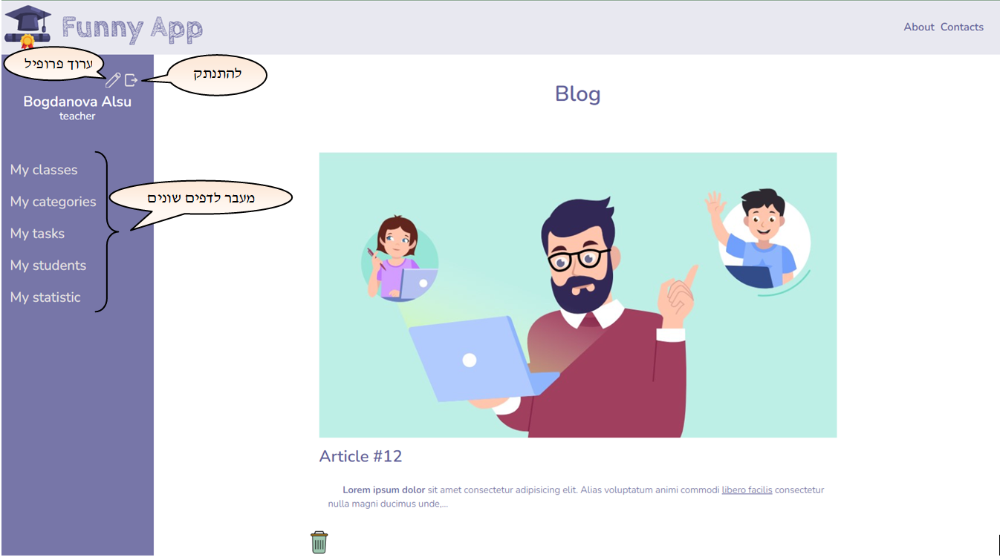 Funny App
About Contacts
ערוך פרופיל
להתנתק
Bogdanova Alsu
teacher
My classes
My categories
My tasks
My students
My statistic
מעבר לדפים שונים
Blog
Article #12
Lorem ipsum dolor sit amet consectetur adipisicing elit. Alias voluptatum animi commodi libero facilis consectetur
nulla magni ducimus unde,...